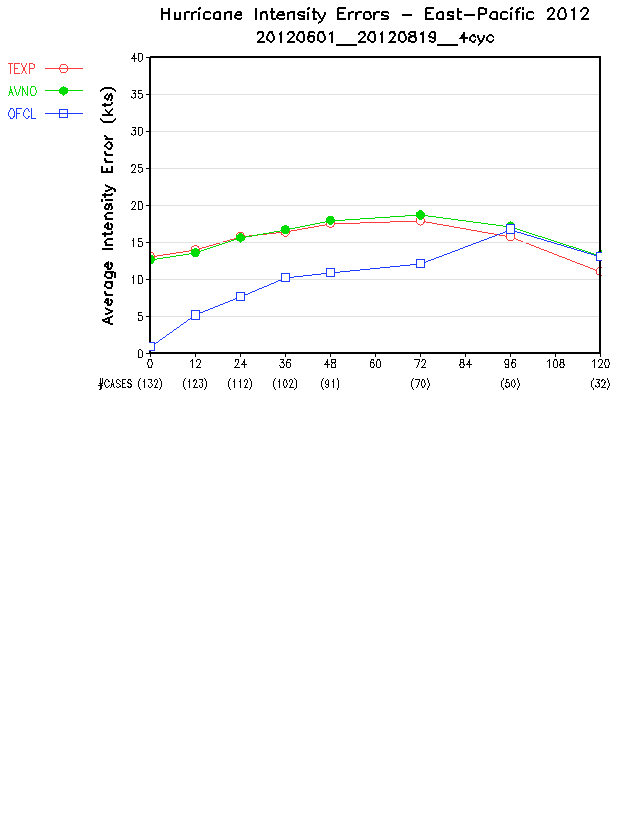 Hurricane Intensity Errors - East-Pacific 2012
20120601__20120819__4cyc
TEXP
AVNO
OFCL
Average Intensity Error (kts)
40
35
30
25
20
15
10
5
0
0 12 24 36 48 60 72 84 96 108 120
#CASES (132) (123) (112) (102) (91) (70) (50) (32)